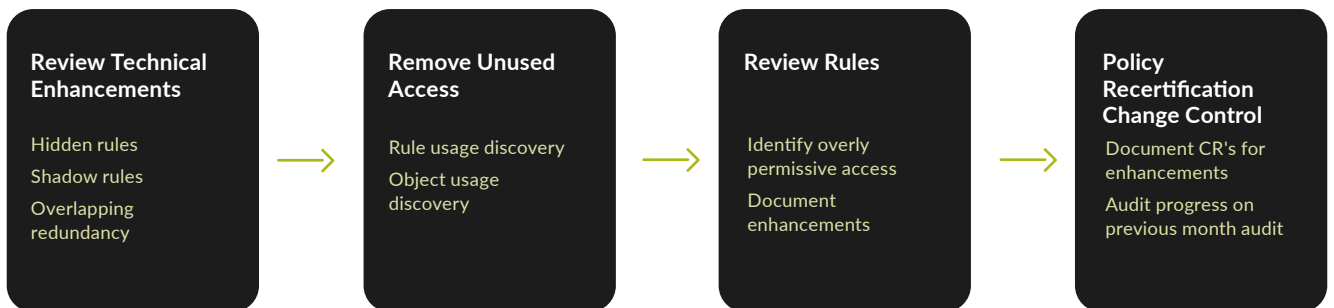 Review Technical
Enhancements
Hidden rules
Shadow rules
Overlapping
redundancy
Remove Unused
Access
Rule usage discovery
Object usage
discovery
Review Rules
Identify overly
permissive access
Document
enhancements
Policy
Recertification
Change Control
Document CR's for
enhancements
Audit progress on
previous month audit